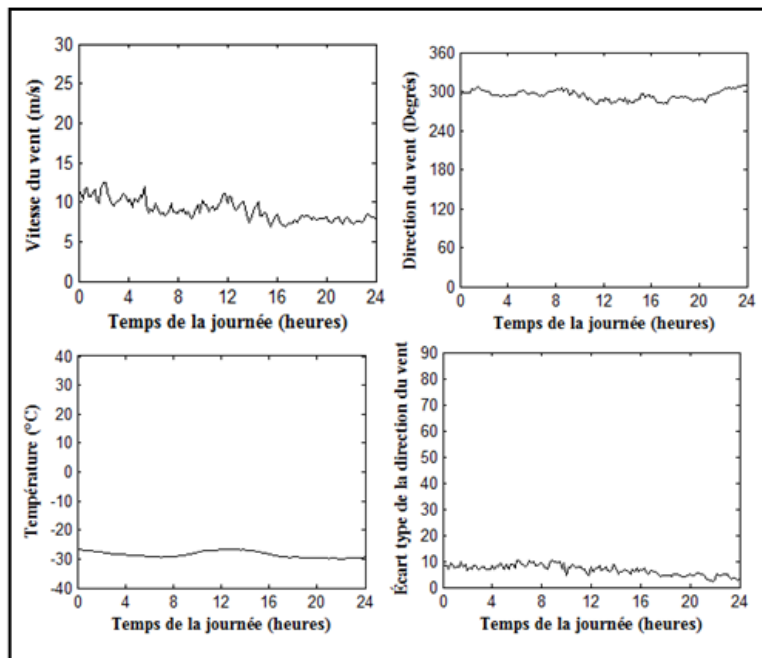 Vitesse du vent (m/s)
30
25
20
15
10
5
0
0 4 8 12 16 20 24
Temps de la journée (heures)
Direction du vent (Degrés)
360
300
240
180
120
60
0
0 4 8 12 16 20 24
Temps de la journée (heures)
Température (°C)
40
30
20
10
0
-10
-20
-30
-40
0 4 8 12 16 20 24
Temps de la journée (heures)
Écart type de la direction du vent
90
80
70
60
50
40
30
20
10
0
0 4 8 12 16 20 24
Temps de la journée (heures)